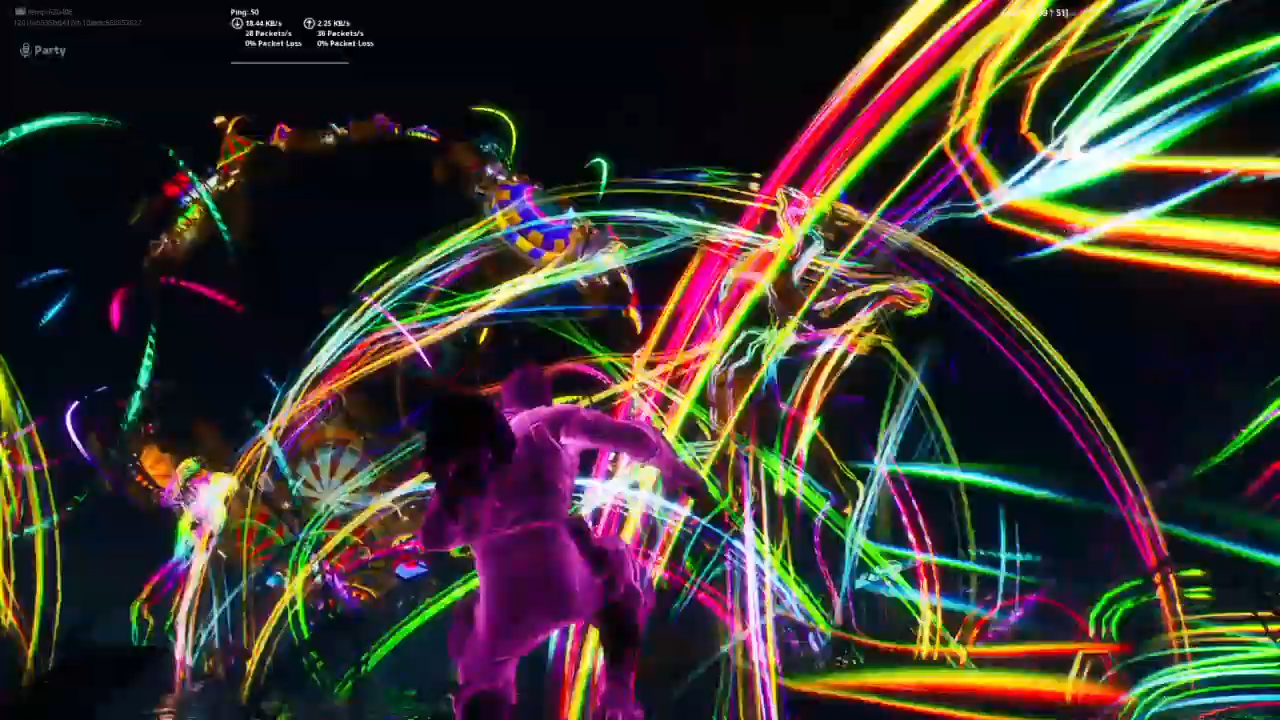 Ping: 50
18.44 KB/s 2.25 KB/s
28 Packets/s 38 Packets/s
0% Packet Loss 0% Packet Loss
Party